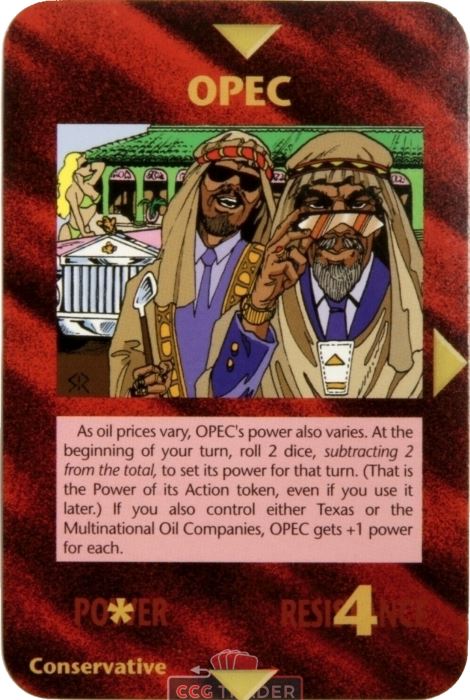 OPEC
SR
As oil prices vary, OPEC's power also varies. At the
beginning of your turn, roll 2 dice, subtracting 2
from the total, to set its power for that turn. (That is
the Power of its Action token, even if you use it
later.) If you also control either Texas or the
Multinational Oil Companies, OPEC gets +1 power
for each.
POWER * RESISTANCE 4
Conservative
CCG TRADER